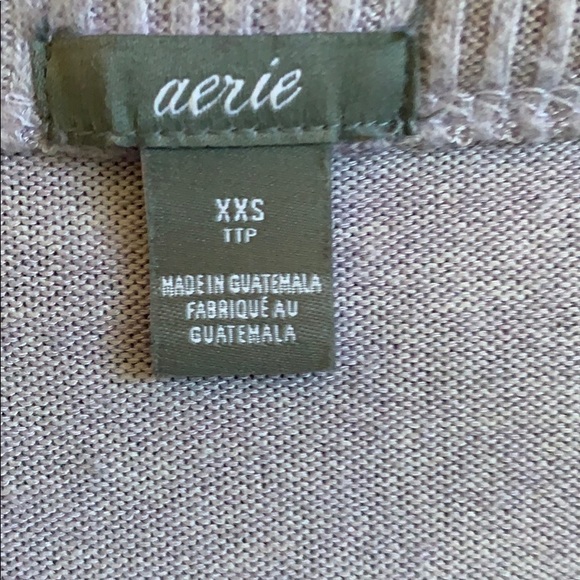 aerie
XXS
TTP
MADE IN GUATEMALA
FABRIQUÉ AU
GUATEMALA